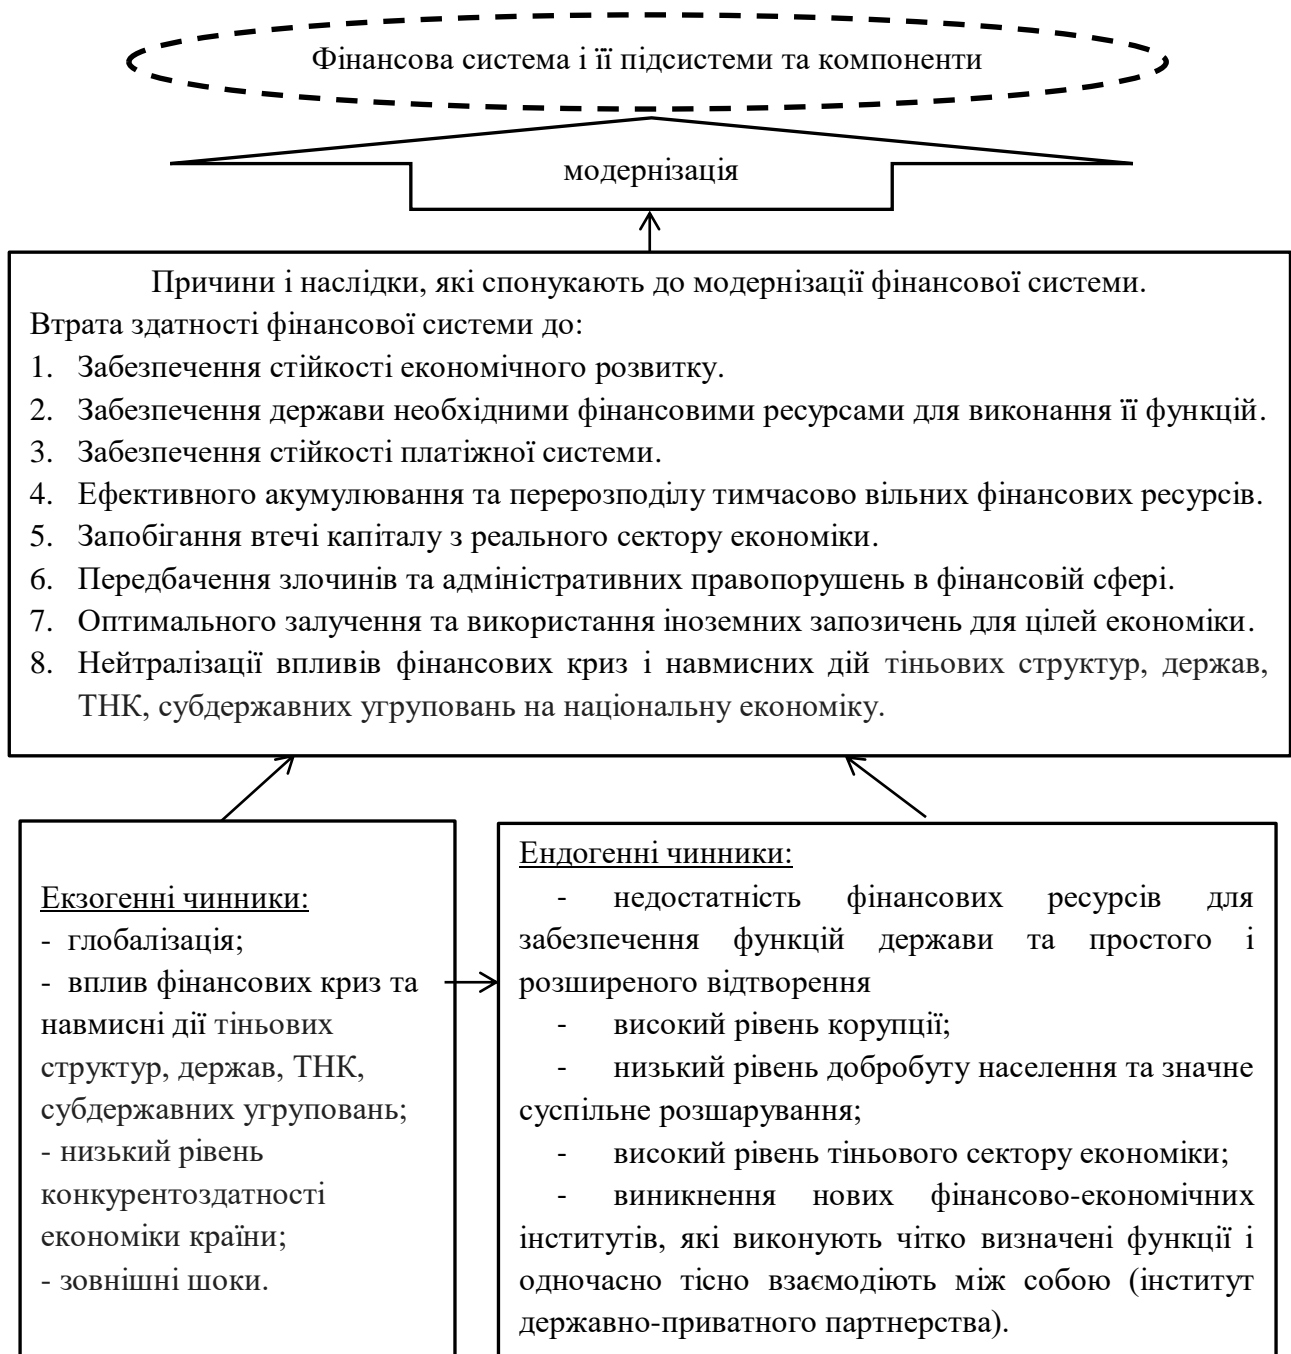 Фінансова система і її підсистеми та компоненти
модернізація
Причини і наслідки, які спонукають до модернізації фінансової системи.
Втрата здатності фінансової системи до:
1. Забезпечення стійкості економічного розвитку.
2. Забезпечення держави необхідними фінансовими ресурсами для виконання її функцій.
3. Забезпечення стійкості платіжної системи.
4. Ефективного акумулювання та перерозподілу тимчасово вільних фінансових ресурсів.
5. Запобігання втечі капіталу з реального сектору економіки.
6. Передбачення злочинів та адміністративних правопорушень в фінансовій сфері.
7. Оптимального залучення та використання іноземних запозичень для цілей економіки.
8. Нейтралізації впливів фінансових криз і навмисних дій тіньових структур, держав,
ТНК, субдержавних угруповань на національну економіку.
Екзогенні чинники:
- глобалізація;
- вплив фінансових криз та
навмисні дії тіньових
структур, держав, ТНК,
субдержавних угруповань;
- низький рівень
конкурентоздатності
економіки країни;
- зовнішні шоки.
Ендогенні чинники:
- недостатність фінансових ресурсів для
забезпечення функцій держави та простого і
розширеного відтворення
- високий рівень корупції;
- низький рівень добробуту населення та значне
суспільне розшарування;
- високий рівень тіньового сектору економіки;
- виникнення нових фінансово-економічних
інститутів, які виконують чітко визначені функції і
одночасно тісно взаємодіють між собою (інститут
державно-приватного партнерства).